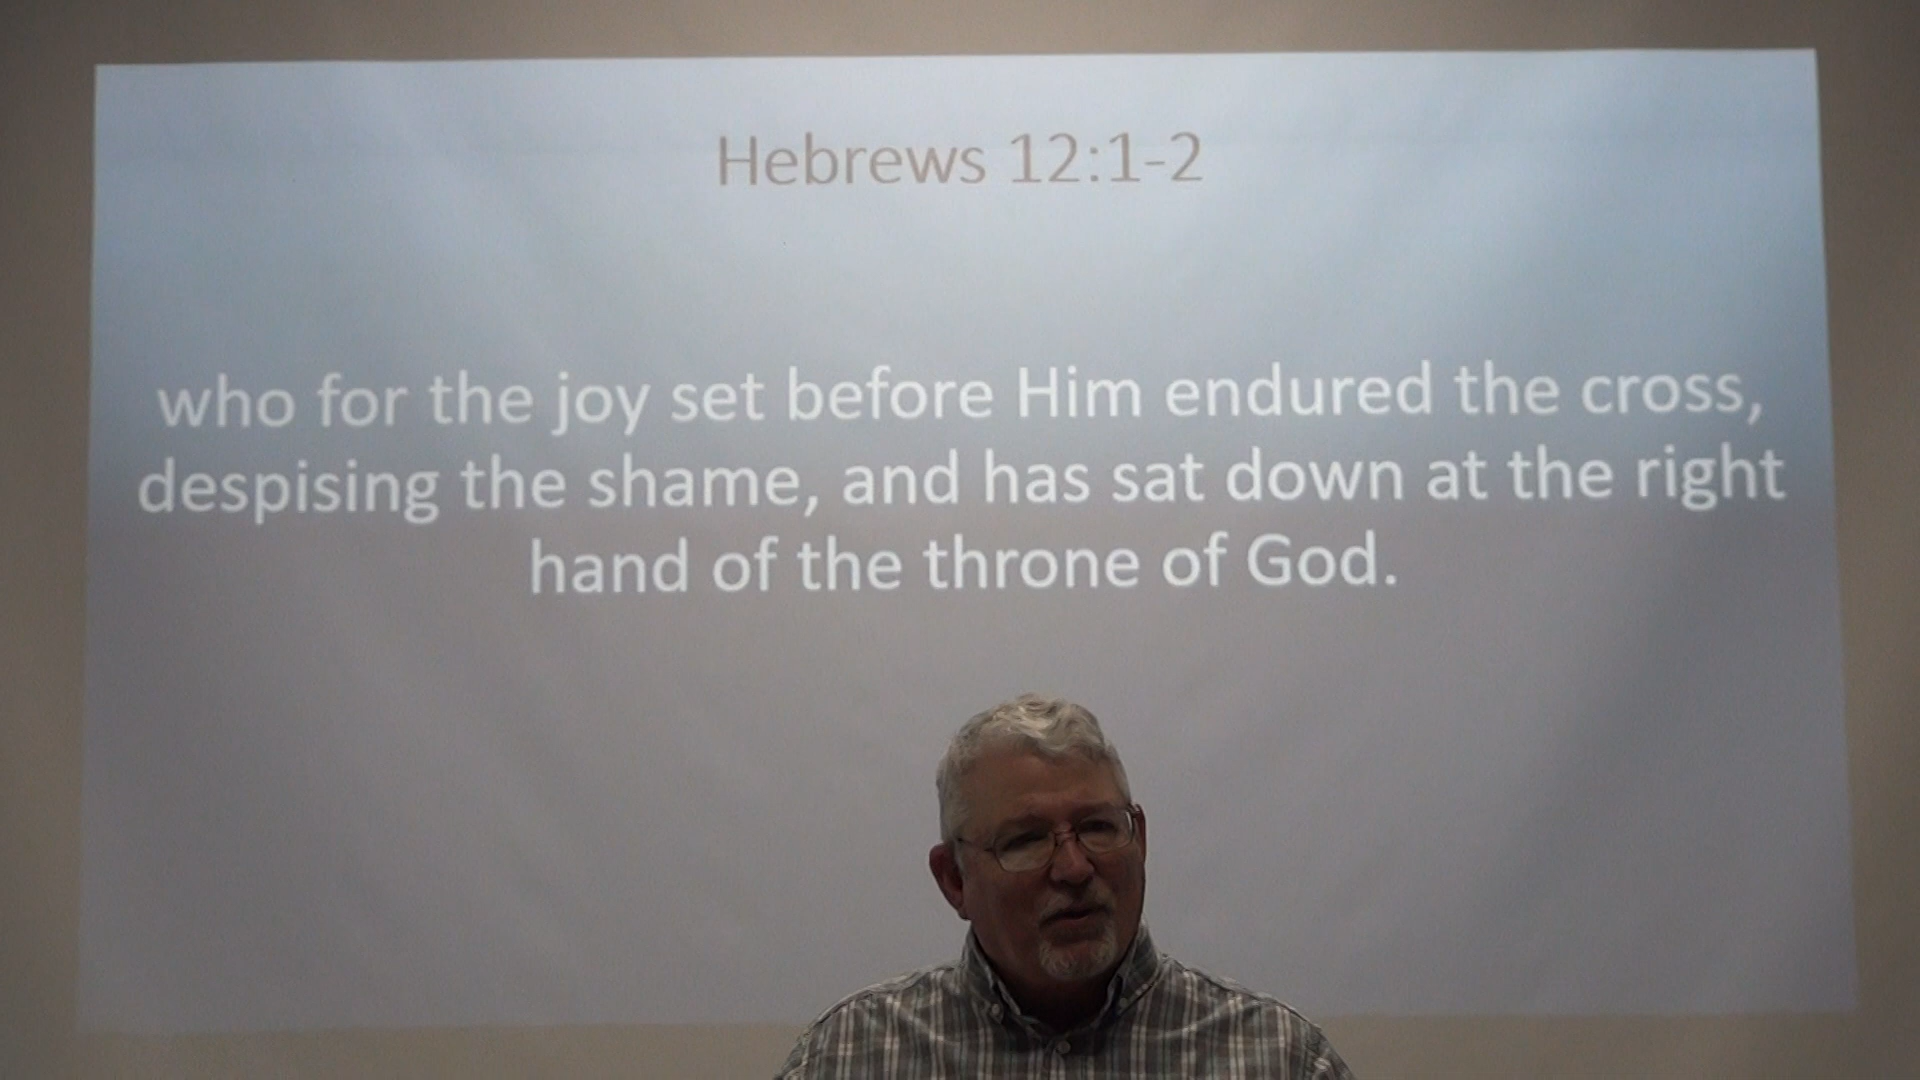 Hebrews 12:1-2
who for the joy set before Him endured the cross,
despising the shame, and has sat down at the right
hand of the throne of God.